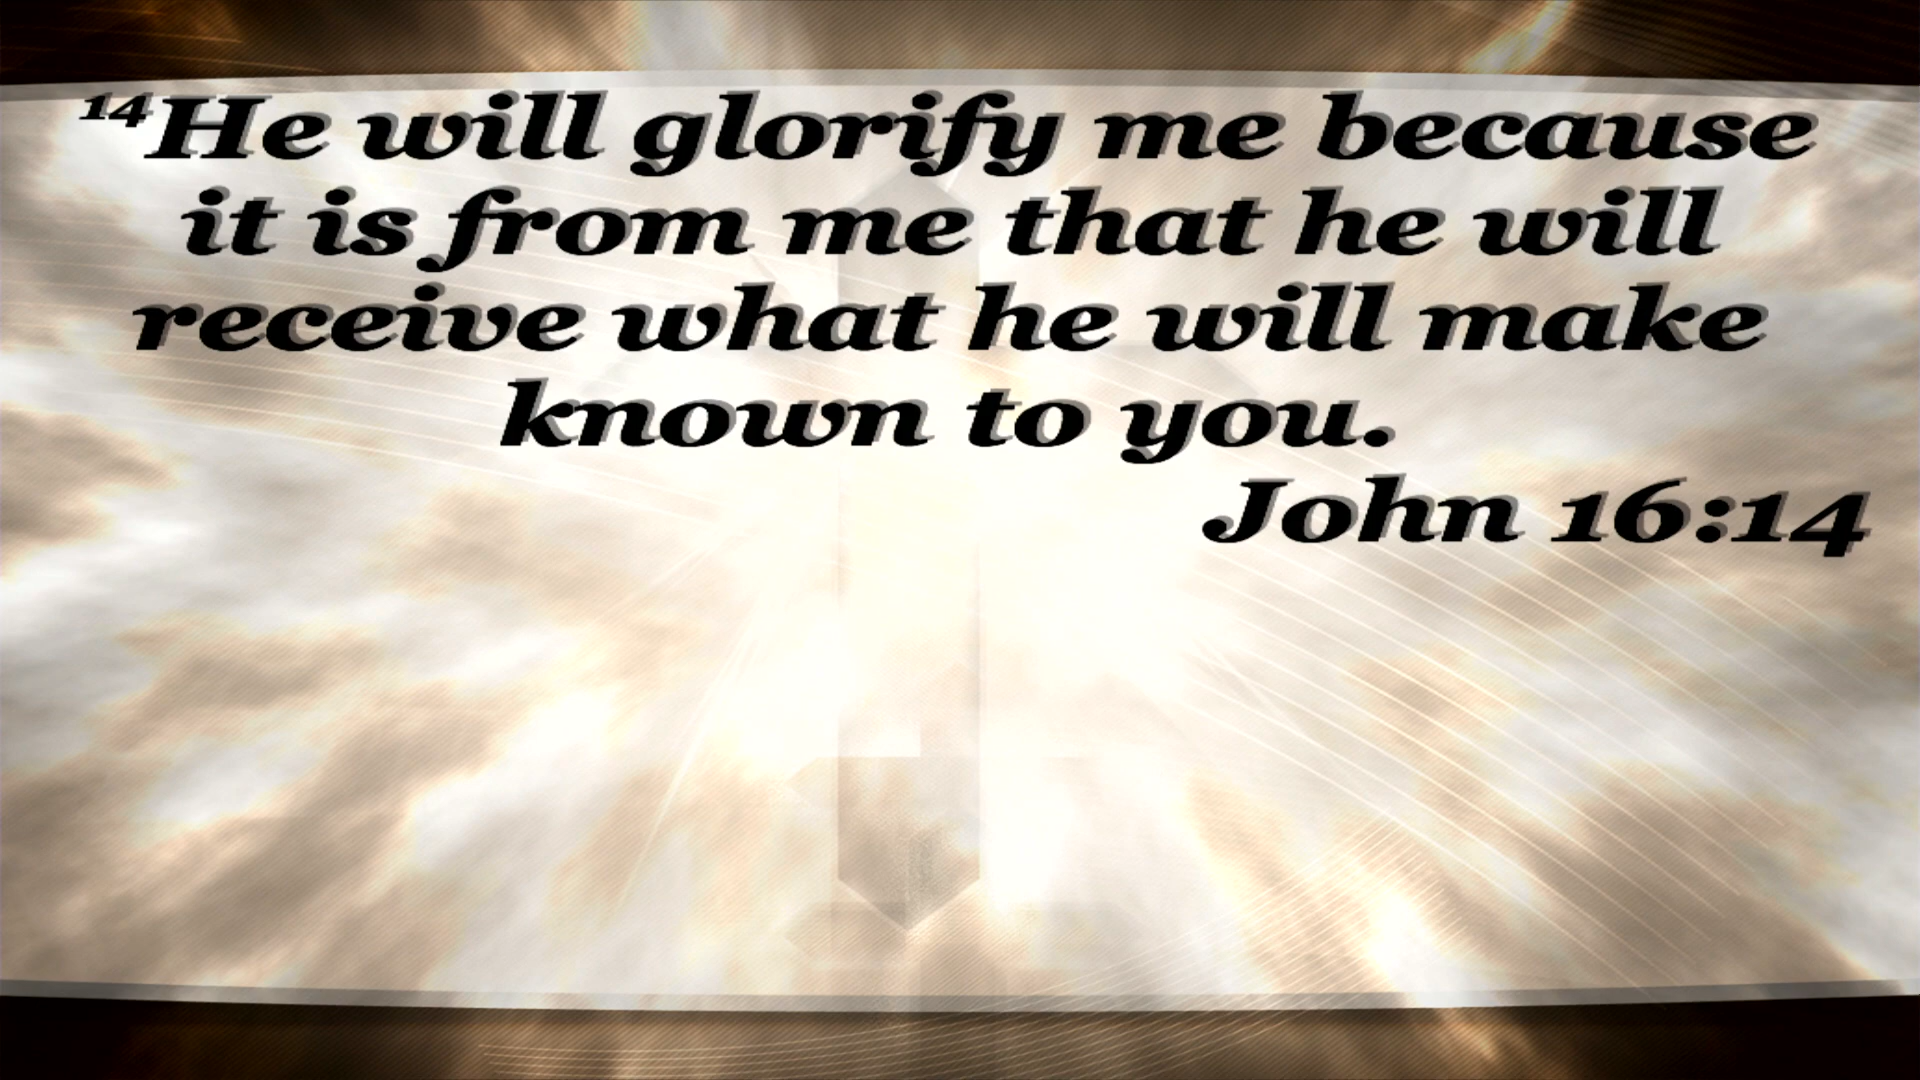 ¹⁴He will glorify me because
it is from me that he will
receive what he will make
known to you.
John 16:14